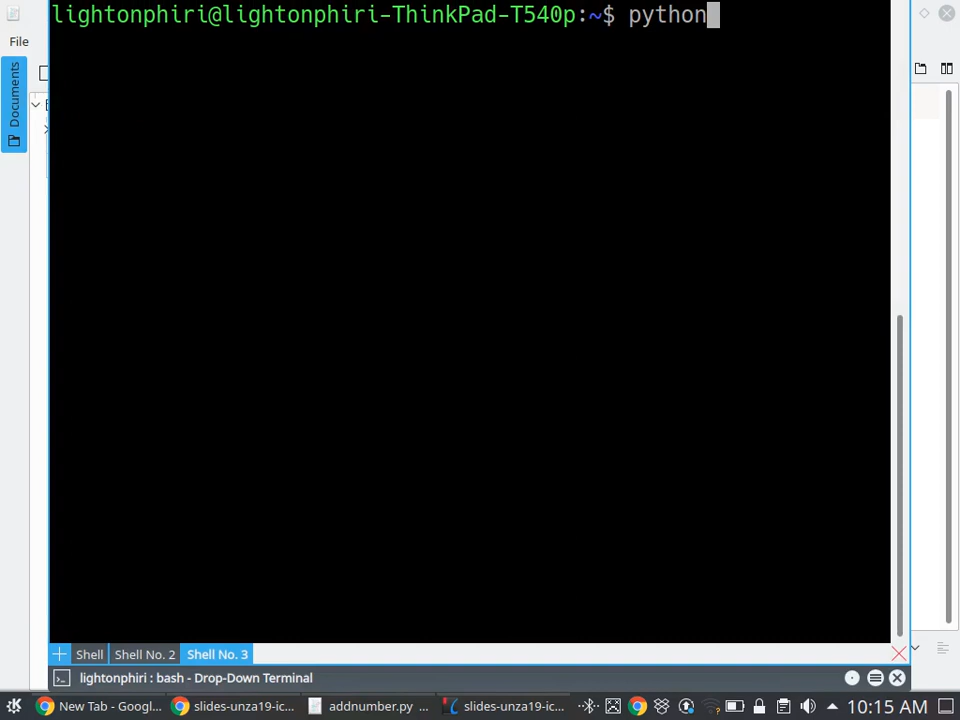 lightonphiri@lightonphiri-ThinkPad-T540p:~$ python
File
Documents
Shell
Shell No. 2
Shell No. 3
lightonphiri : bash - Drop-Down Terminal
New Tab - Googl...
slides-unza19-ic...
addnumber.py ...
slides-unza19-ic...
10:15 AM